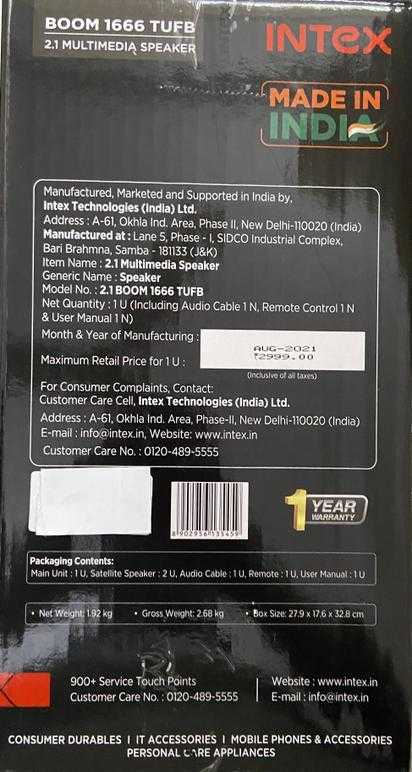 BOOM 1666 TUFB
2.1 MULTIMEDIA SPEAKER
INTEX
MADE IN
INDIA
Manufactured, Marketed and Supported in India by,
Intex Technologies (India) Ltd.
Address : A-61, Okhla Ind. Area, Phase II, New Delhi-110020 (India)
Manufactured at : Lane 5, Phase - I, SIDCO Industrial Complex,
Bari Brahmna, Samba - 181133 (J&K)
Item Name : 2.1 Multimedia Speaker
Generic Name : Speaker
Model No. : 2.1 BOOM 1666 TUFB
Net Quantity : 1 U (Including Audio Cable 1 N, Remote Control 1 N
& User Manual 1 N)
Month & Year of Manufacturing :
AUG-2021
Maximum Retail Price for 1 U :
₹2999.00
(Inclusive of all taxes)
For Consumer Complaints, Contact:
Customer Care Cell, Intex Technologies (India) Ltd.
Address : A-61, Okhla Ind. Area, Phase-II, New Delhi-110020 (India)
E-mail : info@intex.in, Website: www.intex.in
Customer Care No. : 0120-489-5555
8902956135459
1 YEAR
WARRANTY
Packaging Contents:
Main Unit : 1 U, Satellite Speaker : 2 U, Audio Cable : 1 U, Remote : 1 U, User Manual : 1 U
• Net Weight: 1.92 kg • Gross Weight: 2.68 kg • Box Size: 27.9 x 17.6 x 32.8 cm
900+ Service Touch Points
Customer Care No. : 0120-489-5555
Website : www.intex.in
E-mail : info@intex.in
CONSUMER DURABLES I IT ACCESSORIES I MOBILE PHONES & ACCESSORIES
PERSONAL CARE APPLIANCES